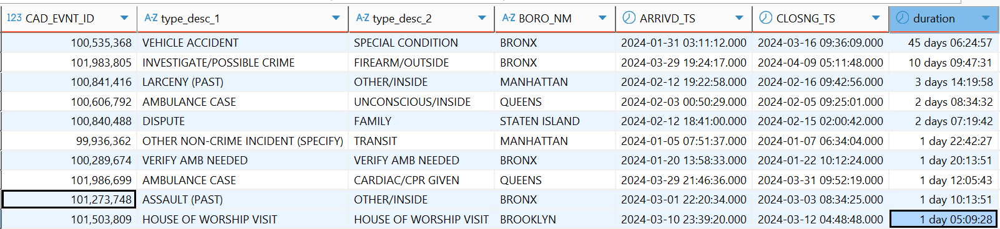 123 CAD_EVNT_ID A-Z type_desc_1 A-Z type_desc_2 A-Z BORO_NM ARRIVD_TS CLOSNG_TS duration
100,535,368 VEHICLE ACCIDENT SPECIAL CONDITION BRONX 2024-01-31 03:11:12.000 2024-03-16 09:36:09.000 45 days 06:24:57
101,983,805 INVESTIGATE/POSSIBLE CRIME FIREARM/OUTSIDE BRONX 2024-03-29 19:24:17.000 2024-04-09 05:11:48.000 10 days 09:47:31
100,841,416 LARCENY (PAST) OTHER/INSIDE MANHATTAN 2024-02-12 19:22:58.000 2024-02-16 09:42:56.000 3 days 14:19:58
100,606,792 AMBULANCE CASE UNCONSCIOUS/INSIDE QUEENS 2024-02-03 00:50:29.000 2024-02-05 09:25:01.000 2 days 08:34:32
100,840,488 DISPUTE FAMILY STATEN ISLAND 2024-02-12 18:41:00.000 2024-02-15 02:00:42.000 2 days 07:19:42
99,936,362 OTHER NON-CRIME INCIDENT (SPECIFY) TRANSIT MANHATTAN 2024-01-05 07:51:37.000 2024-01-07 06:34:04.000 1 day 22:42:27
100,289,674 VERIFY AMB NEEDED VERIFY AMB NEEDED BRONX 2024-01-20 13:58:33.000 2024-01-22 10:12:24.000 1 day 20:13:51
101,986,699 AMBULANCE CASE CARDIAC/CPR GIVEN QUEENS 2024-03-29 21:46:36.000 2024-03-31 09:52:19.000 1 day 12:05:43
101,273,748 ASSAULT (PAST) OTHER/INSIDE BRONX 2024-03-01 22:20:34.000 2024-03-03 08:34:25.000 1 day 10:13:51
101,503,809 HOUSE OF WORSHIP VISIT HOUSE OF WORSHIP VISIT BROOKLYN 2024-03-10 23:39:20.000 2024-03-12 04:48:48.000 1 day 05:09:28